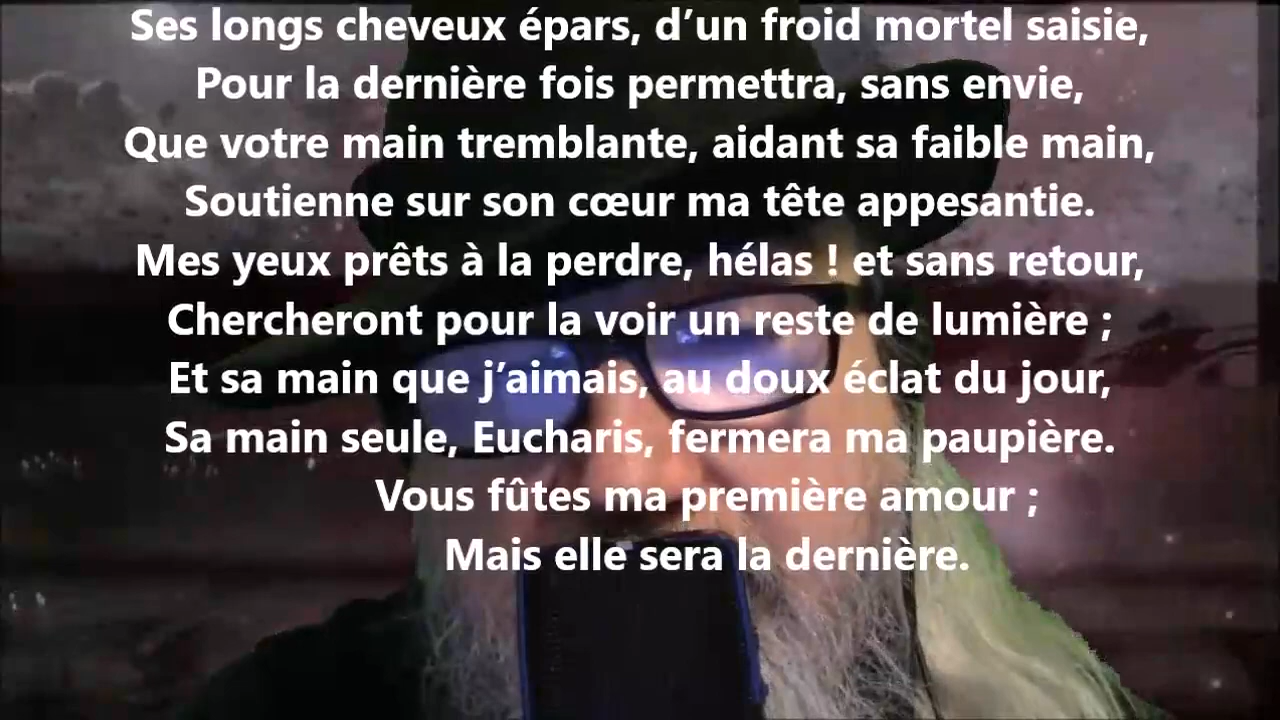 Ses longs cheveux épars, d’un froid mortel saisie,
Pour la dernière fois permettra, sans envie,
Que votre main tremblante, aidant sa faible main,
Soutienne sur son cœur ma tête appesantie.
Mes yeux prêts à la perdre, hélas ! et sans retour,
Chercheront pour la voir un reste de lumière ;
Et sa main que j’aimais, au doux éclat du jour,
Sa main seule, Eucharis, fermera ma paupière.
Vous fûtes ma première amour ;
Mais elle sera la dernière.